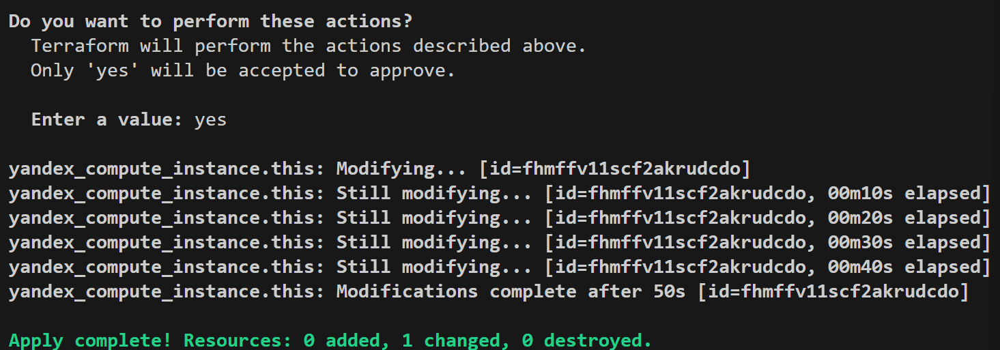 Do you want to perform these actions?
Terraform will perform the actions described above.
Only 'yes' will be accepted to approve.
Enter a value: yes
yandex_compute_instance.this: Modifying... [id=fhmffv11scf2akrudcdo]
yandex_compute_instance.this: Still modifying... [id=fhmffv11scf2akrudcdo, 00m10s elapsed]
yandex_compute_instance.this: Still modifying... [id=fhmffv11scf2akrudcdo, 00m20s elapsed]
yandex_compute_instance.this: Still modifying... [id=fhmffv11scf2akrudcdo, 00m30s elapsed]
yandex_compute_instance.this: Still modifying... [id=fhmffv11scf2akrudcdo, 00m40s elapsed]
yandex_compute_instance.this: Modifications complete after 50s [id=fhmffv11scf2akrudcdo]
Apply complete! Resources: 0 added, 1 changed, 0 destroyed.